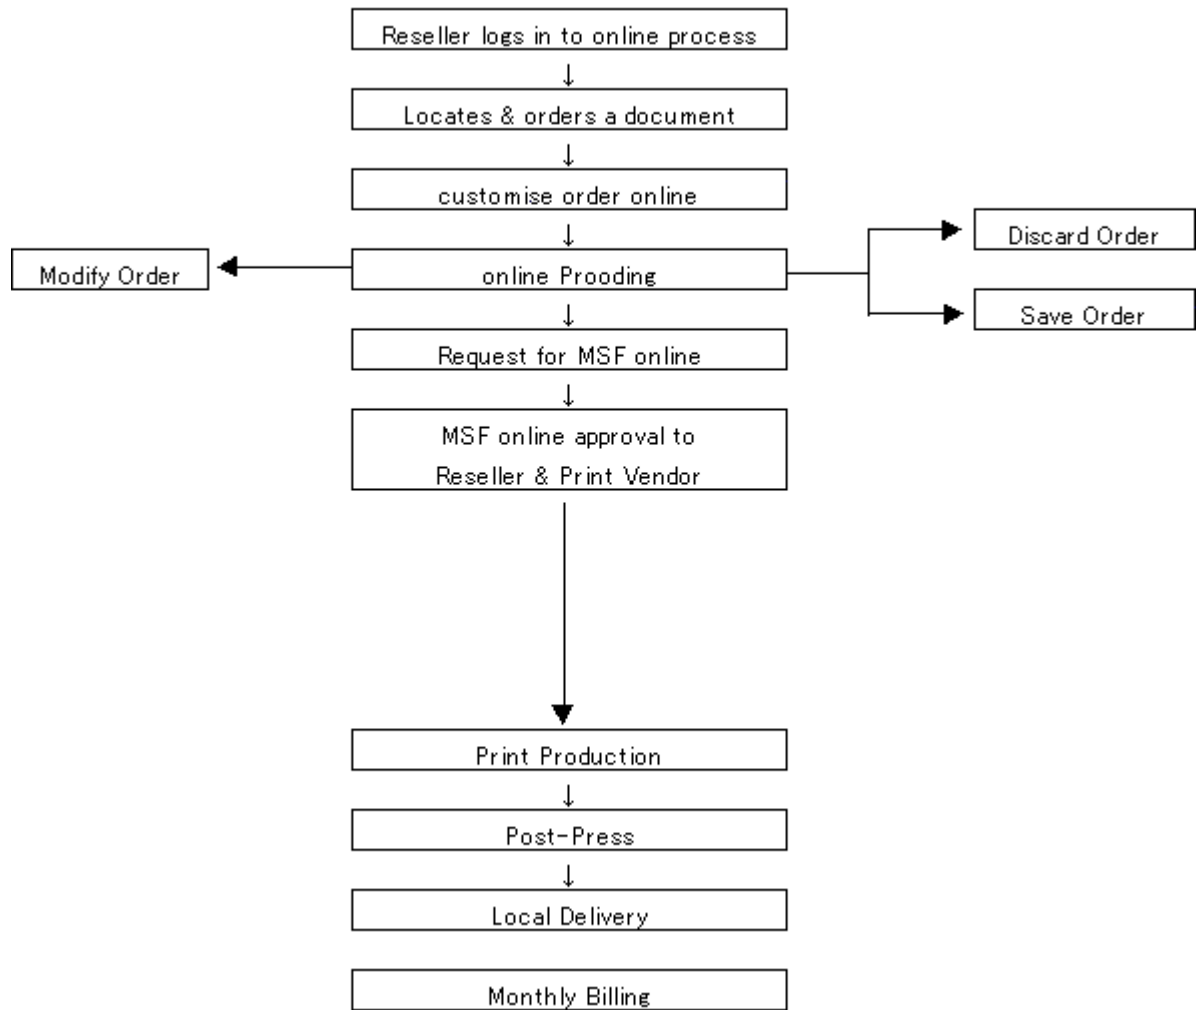 Reseller logs in to online process
↓
Locates & orders a document
↓
customise order online
↓
Discard Order
Modify Order
online Prooding
Save Order
↓
Request for MSF online
↓
MSF online approval to
Reseller & Print Vendor
Print Production
↓
Post-Press
↓
Local Delivery
Monthly Billing